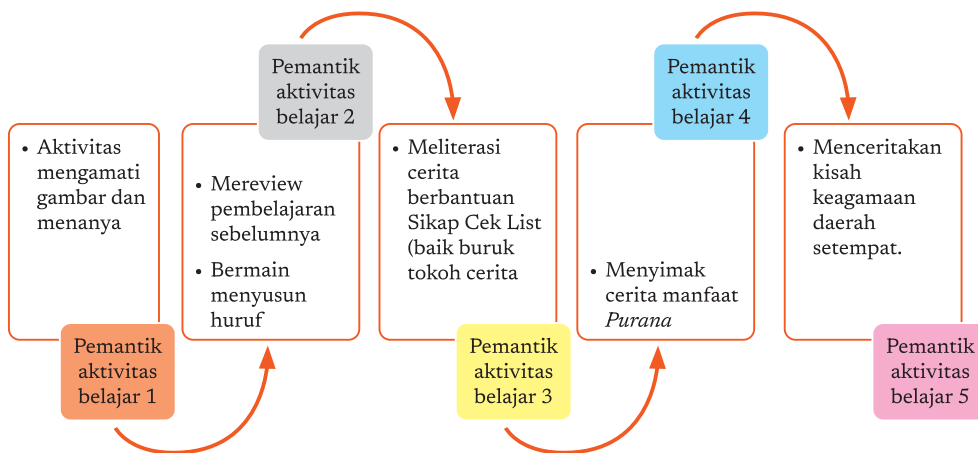 • Aktivitas
mengamati
gambar dan
menanya
Pemantik
aktivitas
belajar 1
Pemantik
aktivitas
belajar 2
• Mereview
pembelajaran
sebelumnya
• Bermain
menyusun
huruf
• Meliterasi
cerita
berbantuan
Sikap Cek List
(baik buruk
tokoh cerita
Pemantik
aktivitas
belajar 3
Pemantik
aktivitas
belajar 4
• Menyimak
cerita manfaat
Purana
• Menceritakan
kisah
keagamaan
daerah
setempat.
Pemantik
aktivitas
belajar 5